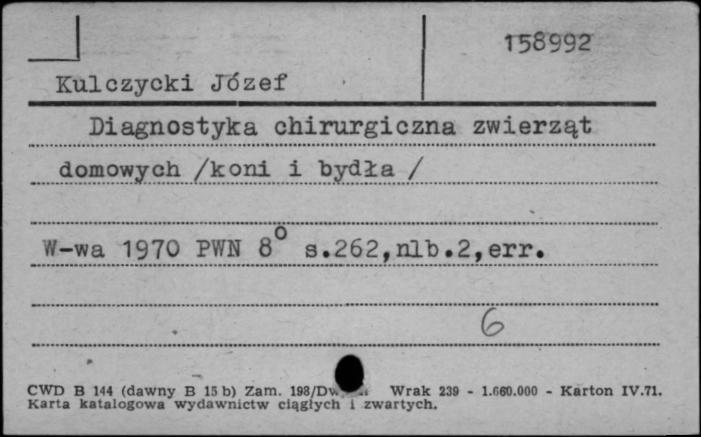 158992
Kulczycki Józef
Diagnostyka chirurgiczna zwierząt
domowych /koni i bydła /
W-wa 1970 PWN 8° s.262,nlb.2,err.
6
CWD B 144 (dawny B 15 b) Zam. 198/Dw Wrak 239 - 1.660.000 - Karton IV.71.
Karta katalogowa wydawnictw ciągłych i zwartych.